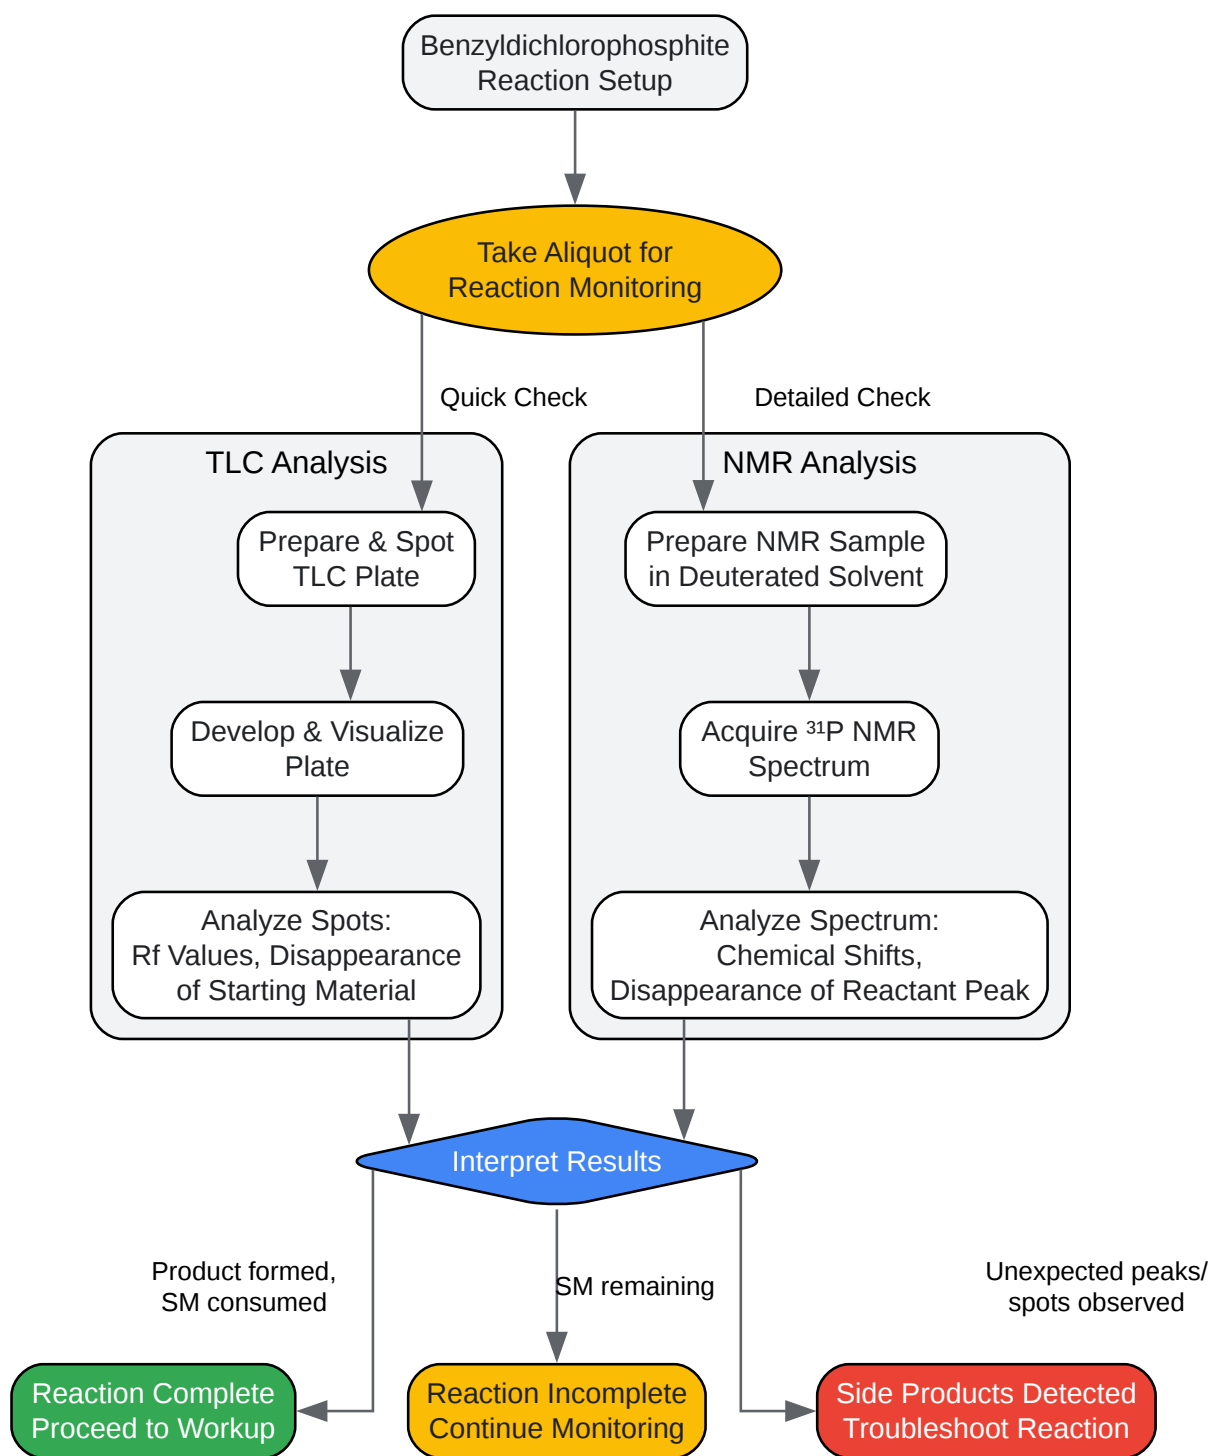 Benzyldichlorophosphite
Reaction Setup
Take Aliquot for
Reaction Monitoring
Quick Check
Detailed Check
TLC Analysis
Prepare & Spot
TLC Plate
Develop & Visualize
Plate
Analyze Spots:
Rf Values, Disappearance
of Starting Material
NMR Analysis
Prepare NMR Sample
in Deuterated Solvent
Acquire ³¹P NMR
Spectrum
Analyze Spectrum:
Chemical Shifts,
Disappearance of Reactant Peak
Interpret Results
Product formed,
SM consumed
SM remaining
Unexpected peaks/
spots observed
Reaction Complete
Proceed to Workup
Reaction Incomplete
Continue Monitoring
Side Products Detected
Troubleshoot Reaction